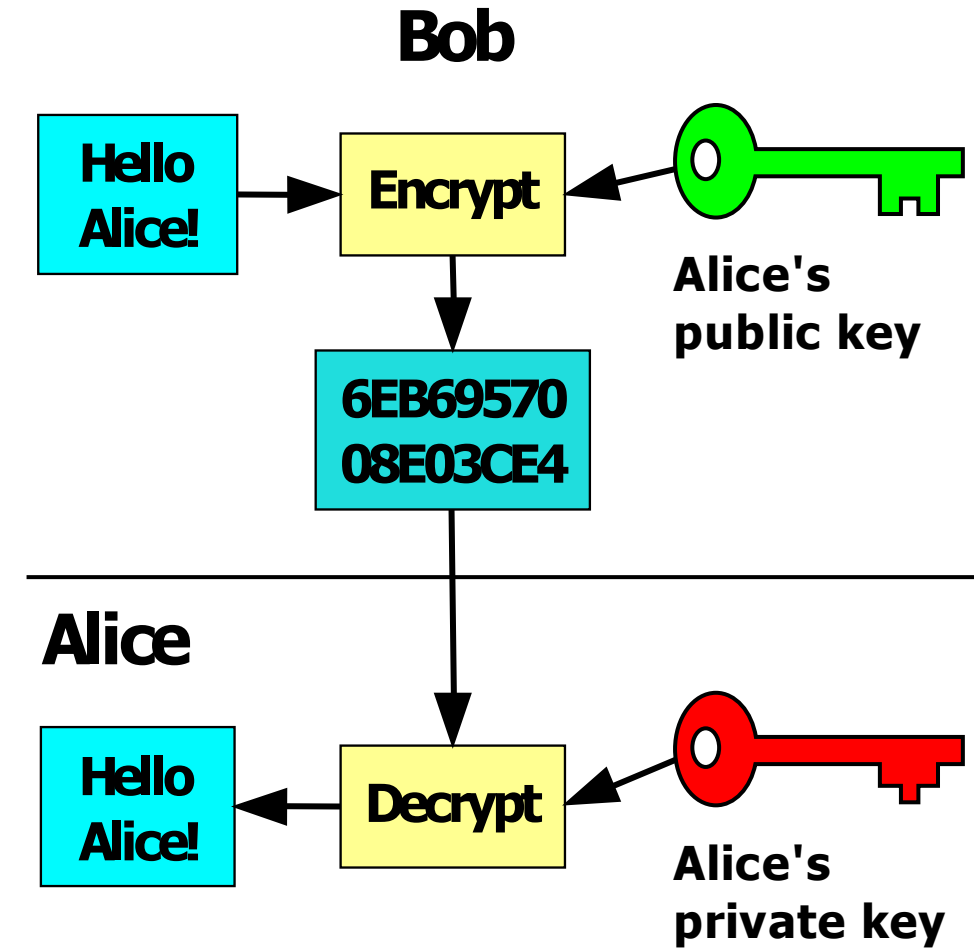 Bob
Hello
Alice!
Encrypt
Alice's
public key
6EB69570
08E03CE4
Alice
Hello
Alice!
Decrypt
Alice's
private key